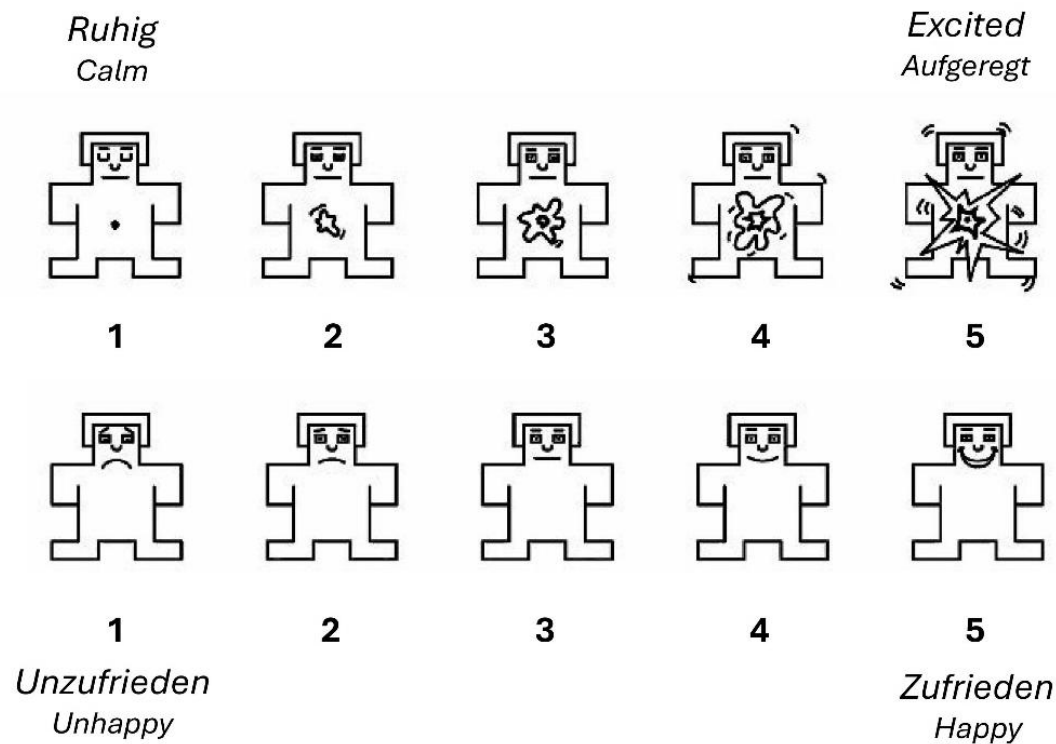 Ruhig
Calm
Excited
Aufgeregt
1 2 3 4 5
1 2 3 4 5
Unzufrieden
Unhappy
Zufrieden
Happy